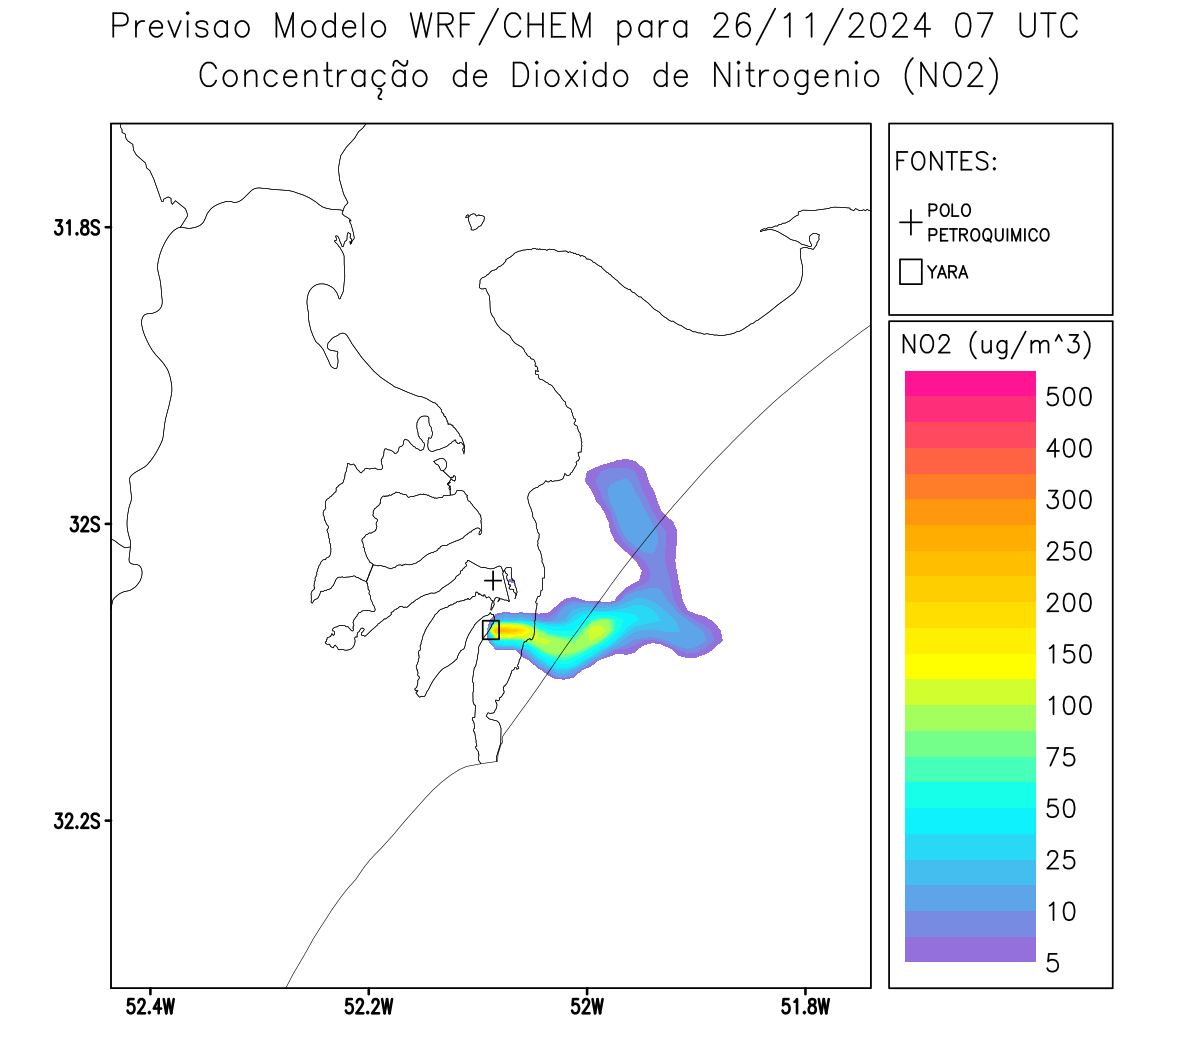 Previsao Modelo WRF/CHEM para 26/11/2024 07 UTC
Concentração de Dioxido de Nitrogenio (NO2)
FONTES:
POLO
PETROQUIMICO
YARA
NO2 (ug/m^3)
500
400
300
250
200
150
100
75
50
25
10
5
31.8S
32S
32.2S
52.4W
52.2W
52W
51.8W